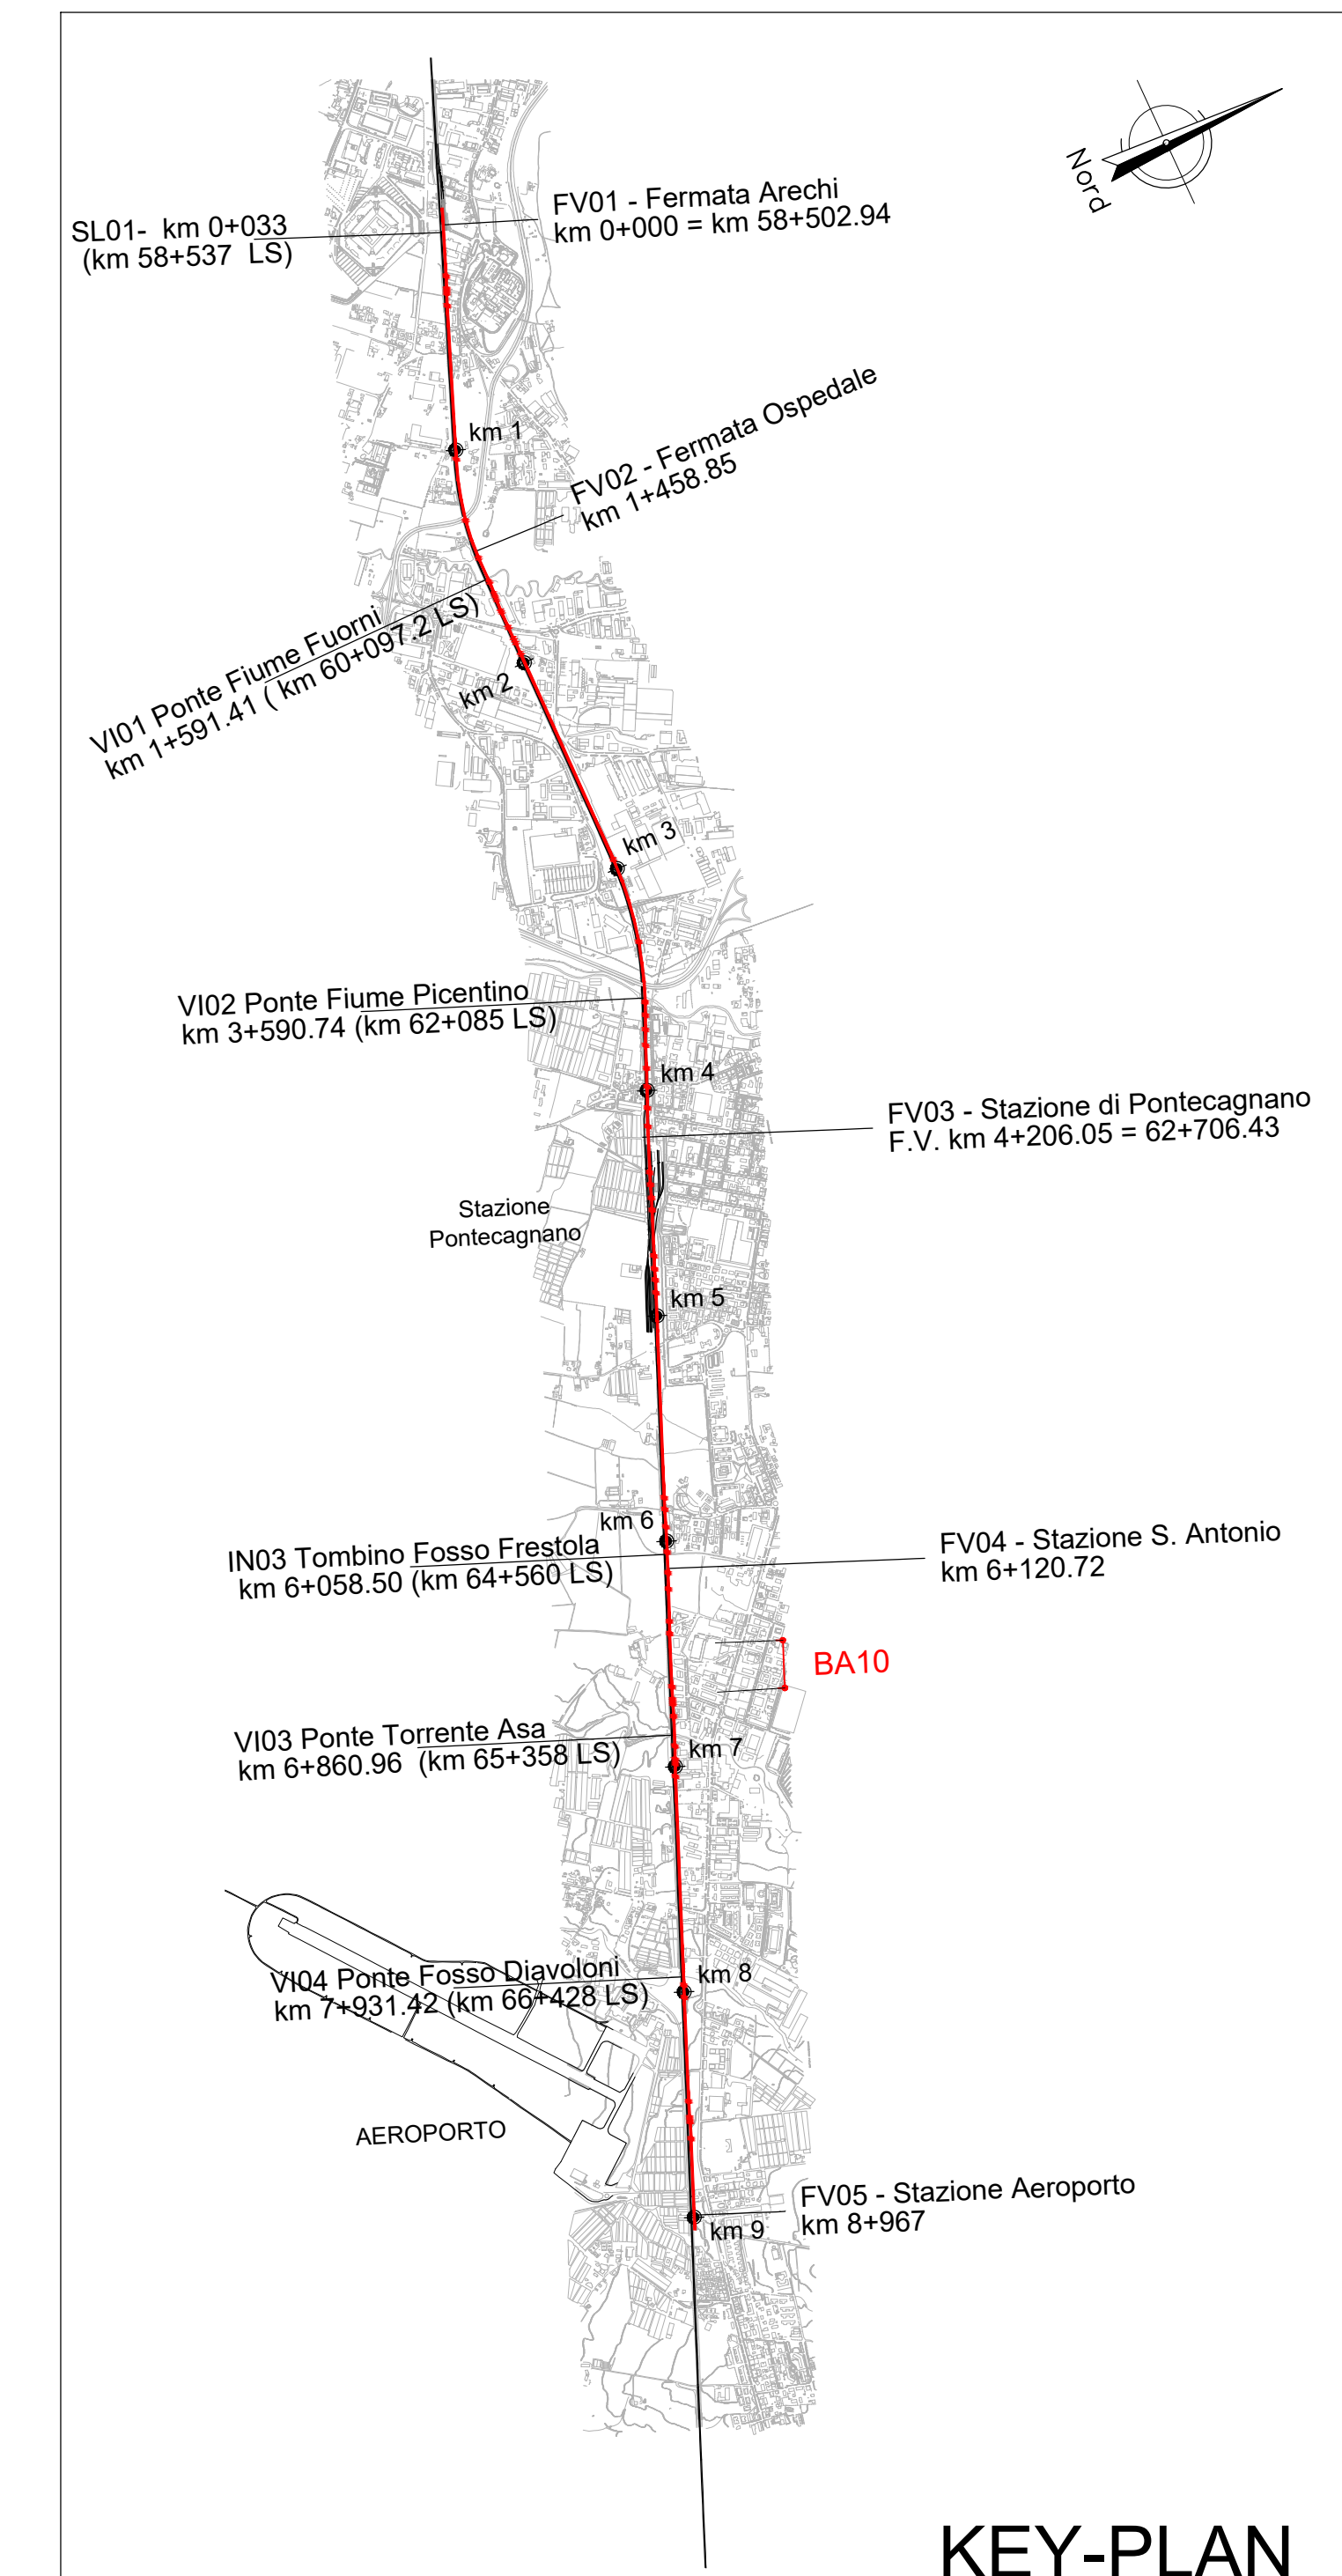 Nord
FV01 - Fermata Arechi
km 0+000 = km 58+502.94
SL01- km 0+033
(km 58+537 LS)
km 1
FV02 - Fermata Ospedale
km 1+458.85
VI01 Ponte Fiume Fuorni
km 1+591.41 ( km 60+097.2 LS)
km 2
km 3
VI02 Ponte Fiume Picentino
km 3+590.74 (km 62+085 LS)
km 4
FV03 - Stazione di Pontecagnano
F.V. km 4+206.05 = 62+706.43
Stazione
Pontecagnano
km 5
km 6
IN03 Tombino Fosso Frestola
km 6+058.50 (km 64+560 LS)
FV04 - Stazione S. Antonio
km 6+120.72
BA10
VI03 Ponte Torrente Asa
km 6+860.96 (km 65+358 LS)
km 7
VI04 Ponte Fosso Diavoloni
km 7+931.42 (km 66+428 LS)
km 8
AEROPORTO
FV05 - Stazione Aeroporto
km 8+967
km 9
KEY-PLAN